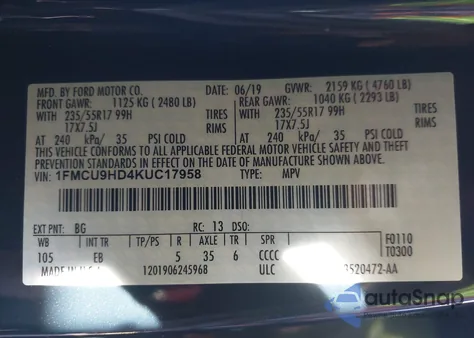 MFD. BY FORD MOTOR CO. 06/19 GVWR: 2159 KG ( 4760 LB)
FRONT GAWR: 1125 KG ( 2480 LB) REAR GAWR: 1040 KG ( 2293 LB)
WITH 235/55R17 99H TIRES WITH 235/55R17 99H TIRES
17X7.5J RIMS 17X7.5J RIMS
AT 240 kPa/ 35 PSI COLD AT 240 kPa/ 35 PSI COLD
THIS VEHICLE CONFORMS TO ALL APPLICABLE FEDERAL MOTOR VEHICLE SAFETY AND THEFT
PREVENTION STANDARDS IN EFFECT ON THE DATE OF MANUFACTURE SHOWN ABOVE.
VIN: 1FMCU9HD4KUC17958 TYPE: MPV
EXT PNT: BG RC: 13 DSO:
WB INT TR TP/PS R AXLE TR SPR F0110
105 EB 5 35 6 CCCC T0300
MADE IN U.S.A. 1201906245968 ULC 3520472-AA
autoSnap